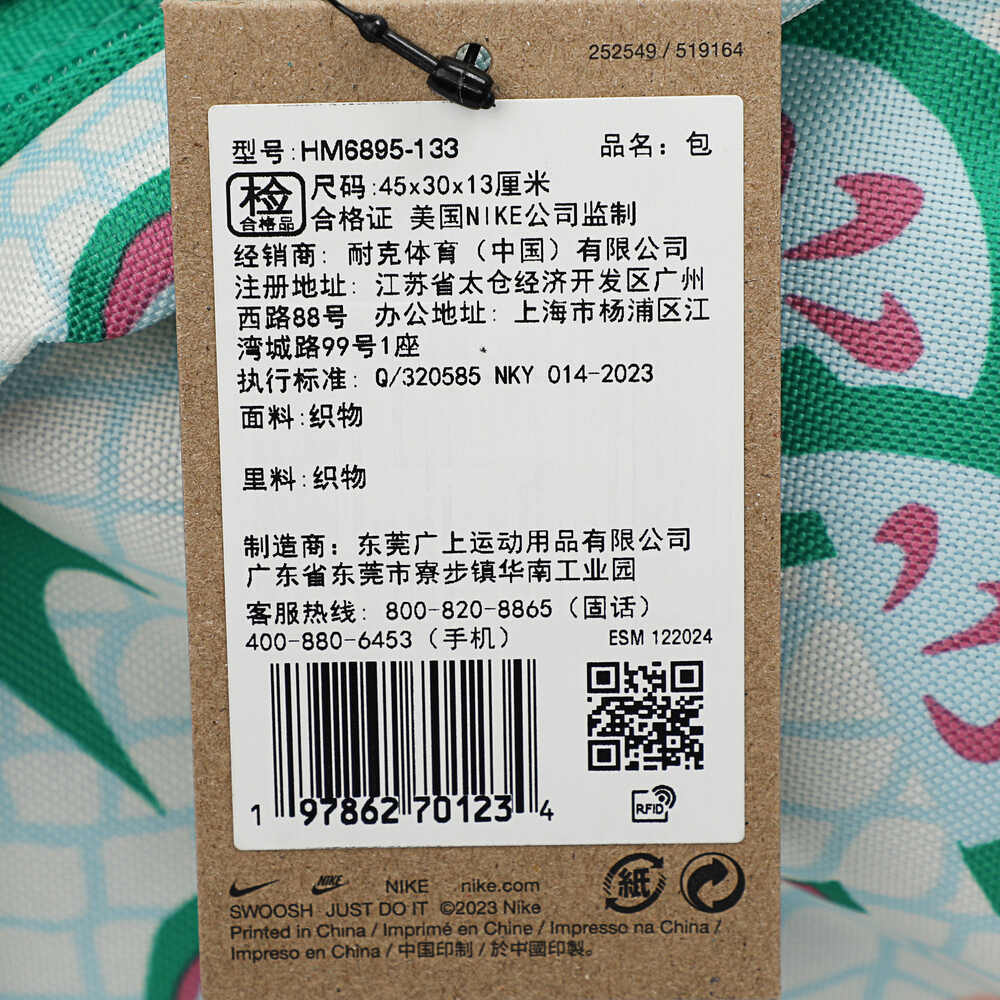 252549 / 519164
型号:HM6895-133 品名：包
检 合格品 尺码:45x30x13厘米
合格证 美国NIKE公司监制
经销商：耐克体育（中国）有限公司
注册地址：江苏省太仓经济开发区广州
西路88号 办公地址：上海市杨浦区江
湾城路99号1座
执行标准：Q/320585 NKY 014-2023
面料:织物
里料:织物
制造商：东莞广上运动用品有限公司
广东省东莞市寮步镇华南工业园
客服热线：800-820-8865（固话）
400-880-6453（手机） ESM 122024
1 97862 70123 4
RFID
NIKE NIKE nike.com
紙
SWOOSH JUST DO IT ©2023 Nike
Printed in China / Imprimé en Chine / Impresso na China /
Impreso en China / 中国印制 / 於中國印製。